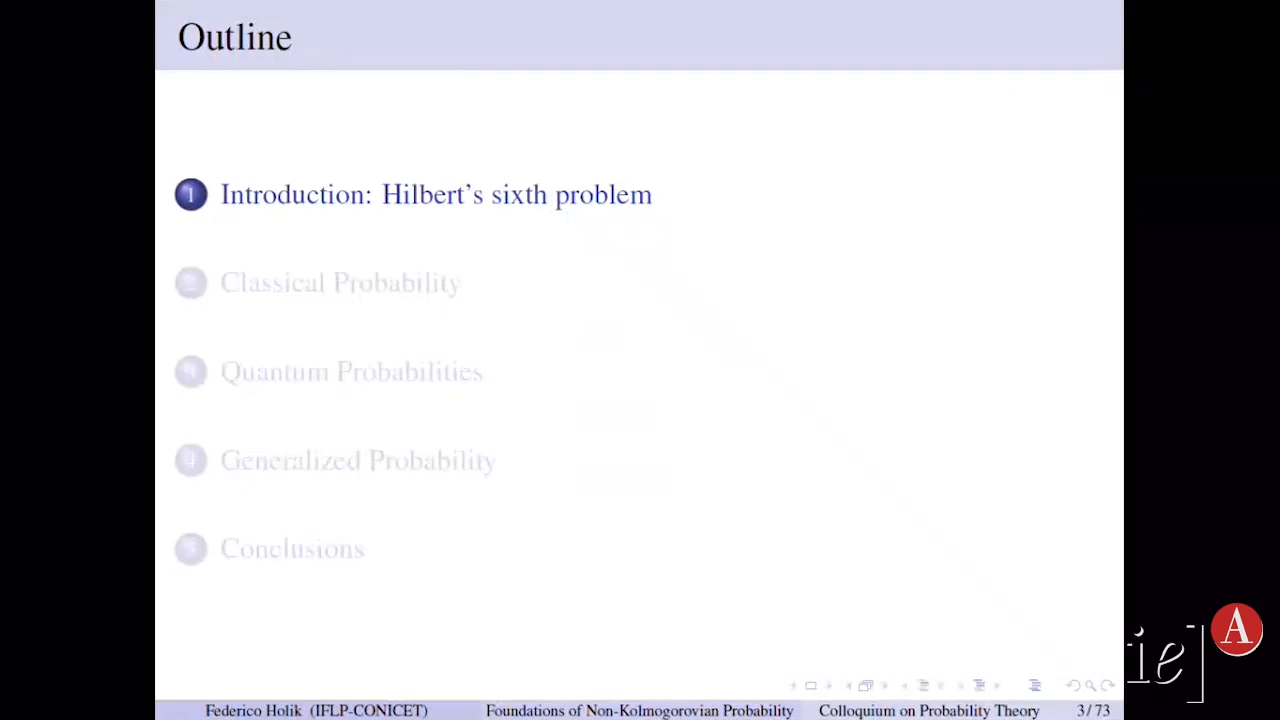 Outline
1 Introduction: Hilbert's sixth problem
2 Classical Probability
3 Quantum Probabilities
4 Generalized Probability
5 Conclusions
ie]
A
Federico Holik (IFLP-CONICET) Foundations of Non-Kolmogorovian Probability Colloquium on Probability Theory 3 / 73